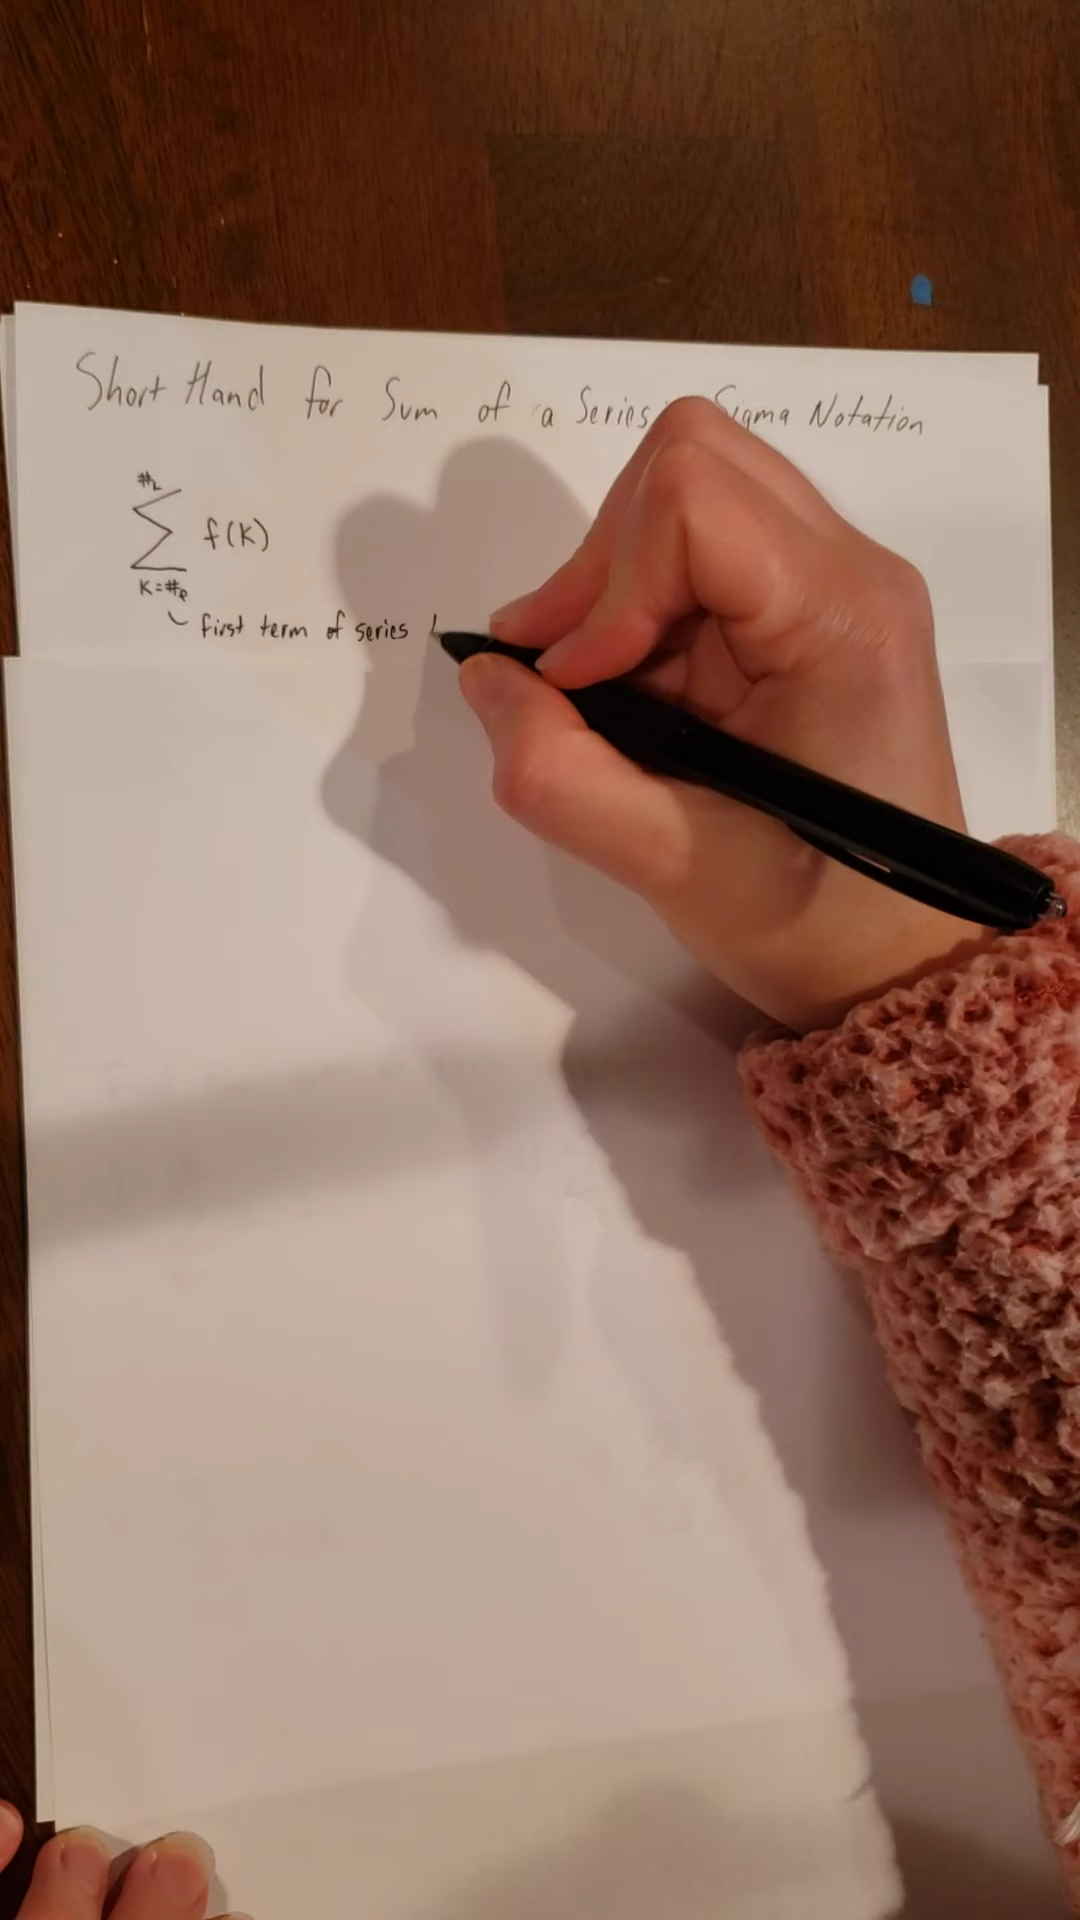 Short Hand for Sum of a Series Sigma Notation
#L
∑ f(K)
K=#F
first term of series